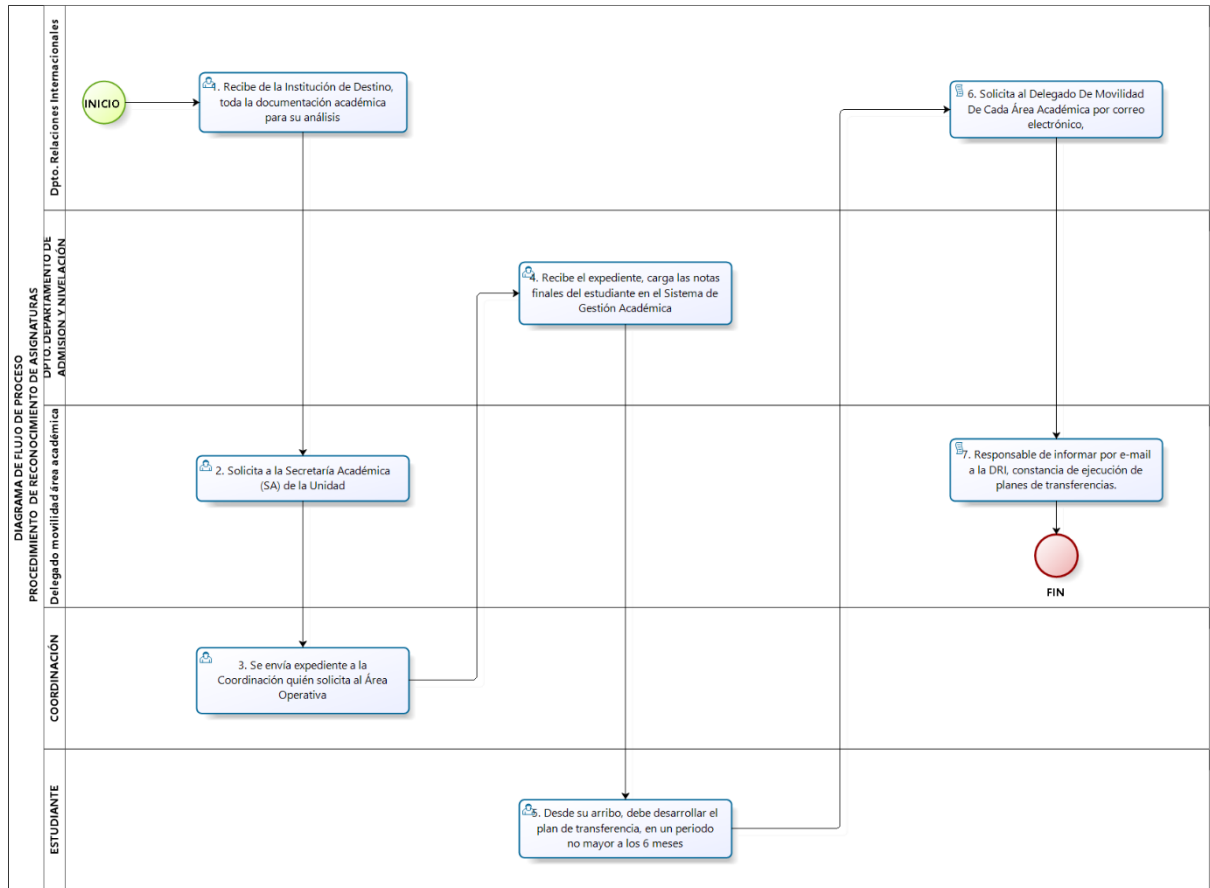 DIAGRAMA DE FLUJO DE PROCESO
PROCEDIMIENTO DE RECONOCIMIENTO DE ASIGNATURAS
Dpto. Relaciones Internacionales
INICIO
1. Recibe de la Institución de Destino,
toda la documentación académica
para su análisis
6. Solicita al Delegado De Movilidad
De Cada Área Académica por correo
electrónico,
DPTO. DEPARTAMENTO DE
ADMISION Y NIVELACIÓN
4. Recibe el expediente, carga las notas
finales del estudiante en el Sistema de
Gestión Académica
Delegado movilidad área académica
2. Solicita a la Secretaría Académica
(SA) de la Unidad
7. Responsable de informar por e-mail
a la DRI, constancia de ejecución de
planes de transferencias.
FIN
COORDINACIÓN
3. Se envía expediente a la
Coordinación quién solicita al Área
Operativa
ESTUDIANTE
5. Desde su arribo, debe desarrollar el
plan de transferencia, en un periodo
no mayor a los 6 meses